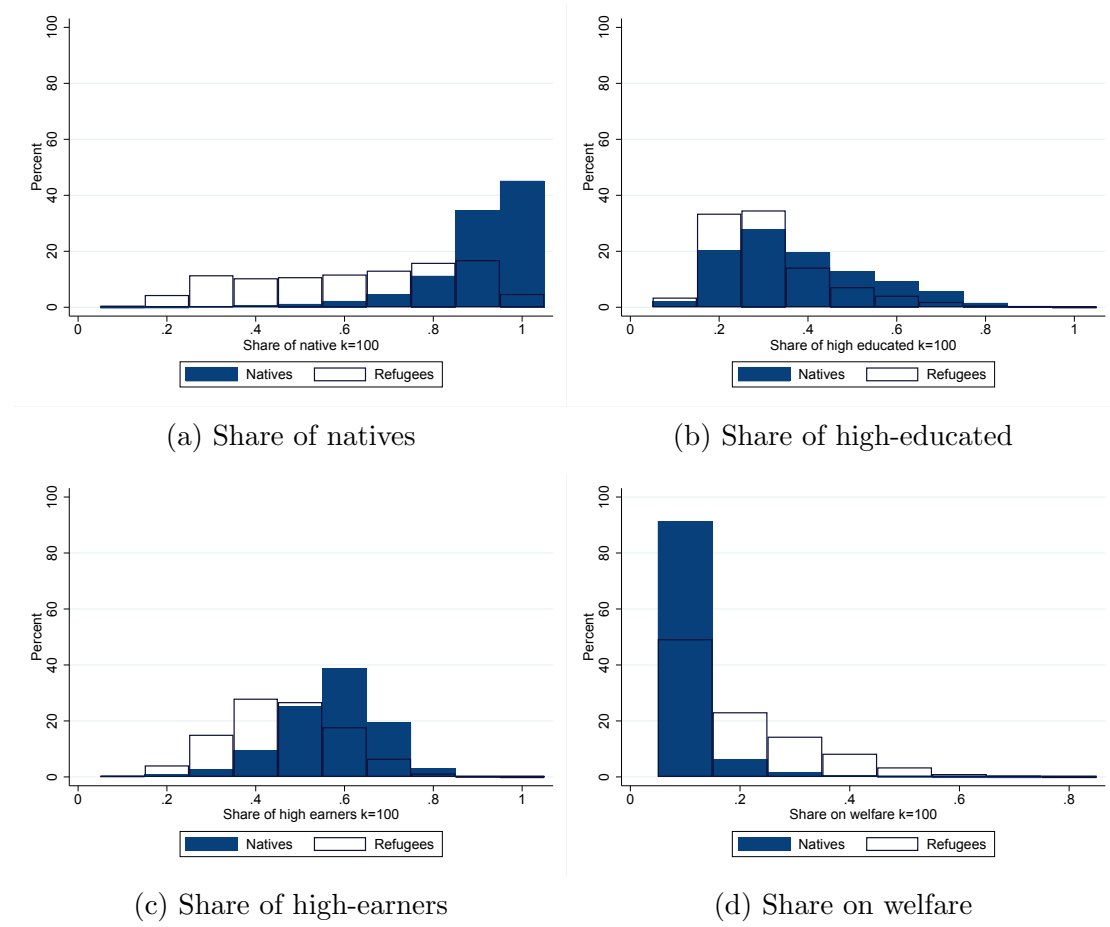 100
80
60
40
20
0
Percent
0 .2 .4 .6 .8 1
Share of native k=100
Natives Refugees
(a) Share of natives
100
80
60
40
20
0
Percent
0 .2 .4 .6 .8 1
Share of high educated k=100
Natives Refugees
(b) Share of high-educated
100
80
60
40
20
0
Percent
0 .2 .4 .6 .8 1
Share of high earners k=100
Natives Refugees
(c) Share of high-earners
100
80
60
40
20
0
Percent
0 .2 .4 .6 .8
Share on welfare k=100
Natives Refugees
(d) Share on welfare